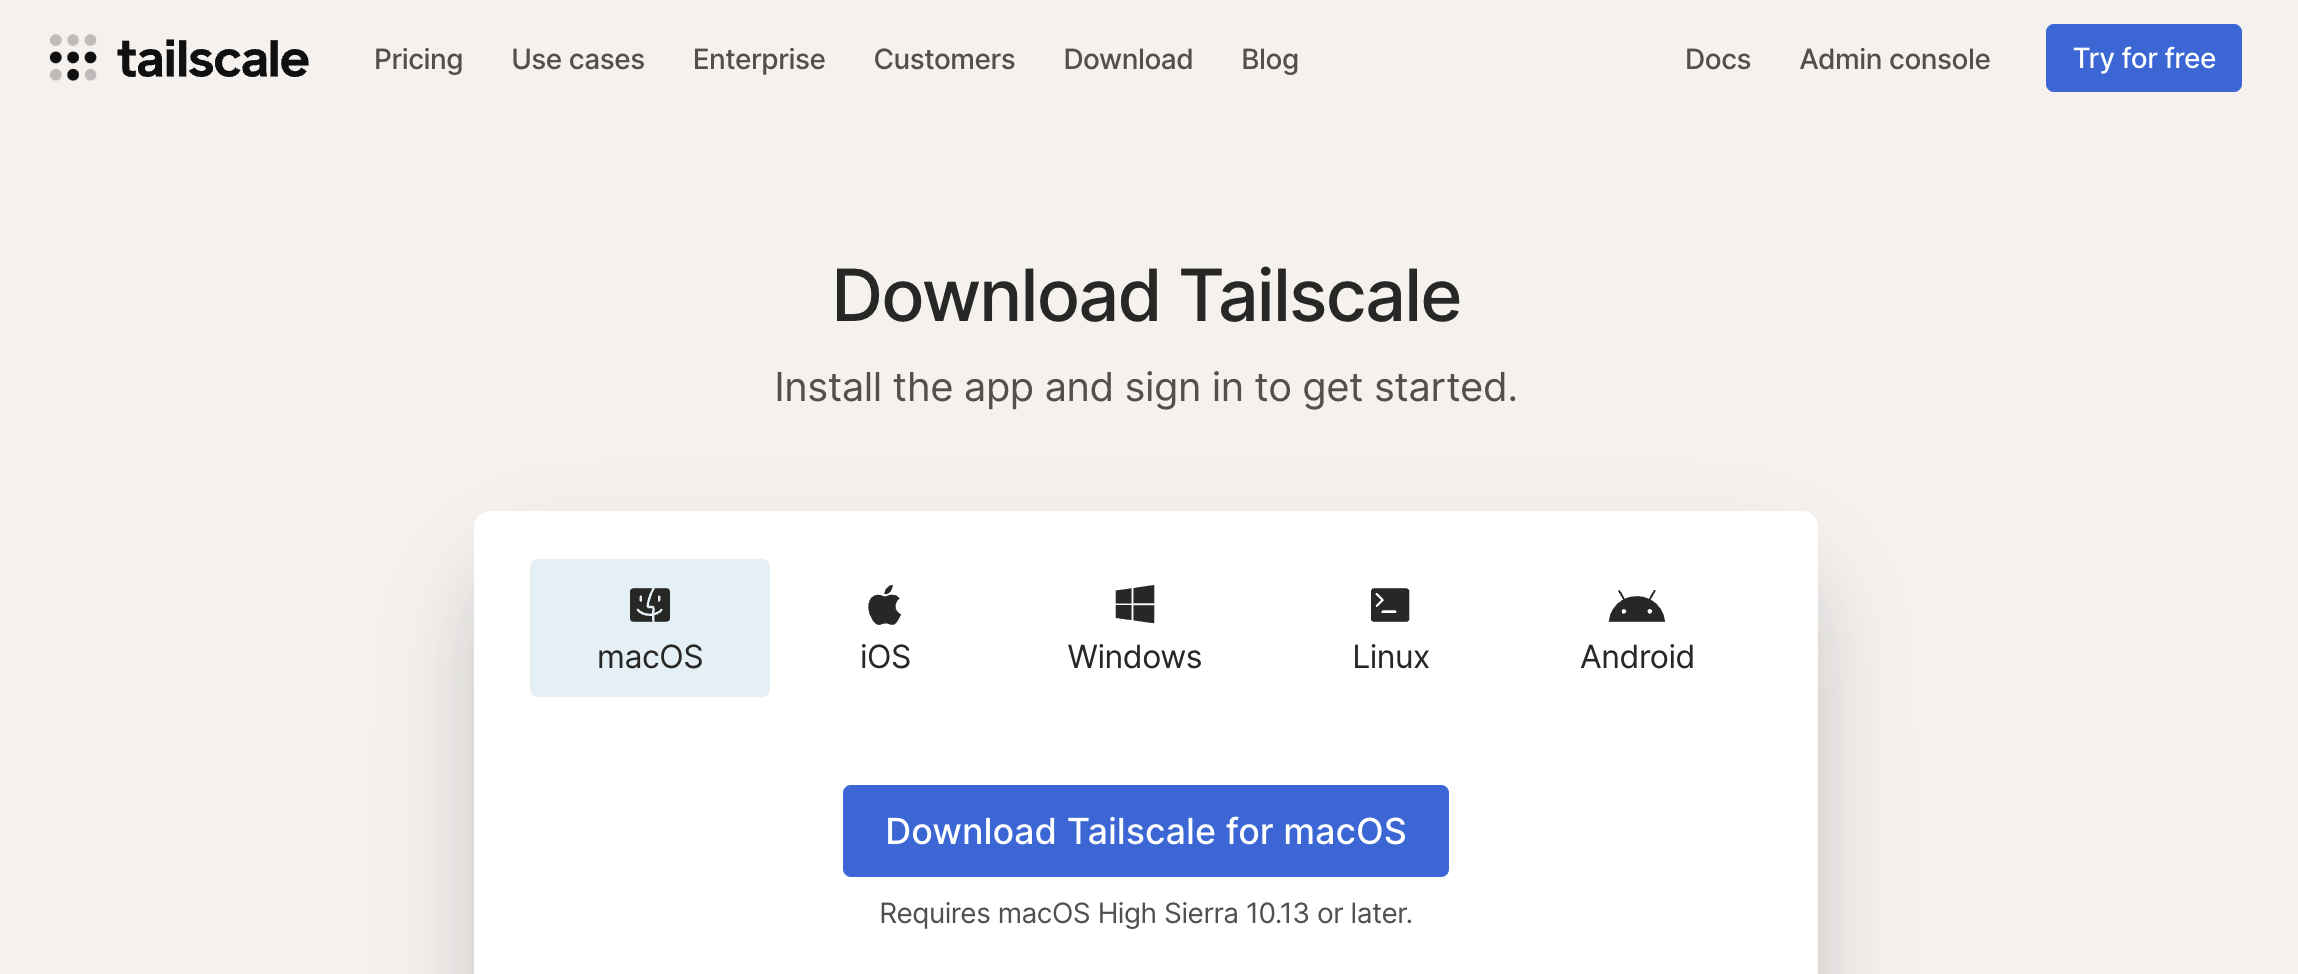 tailscale Pricing Use cases Enterprise Customers Download Blog Docs Admin console Try for free
Download Tailscale
Install the app and sign in to get started.
macOS iOS Windows Linux Android
Download Tailscale for macOS
Requires macOS High Sierra 10.13 or later.